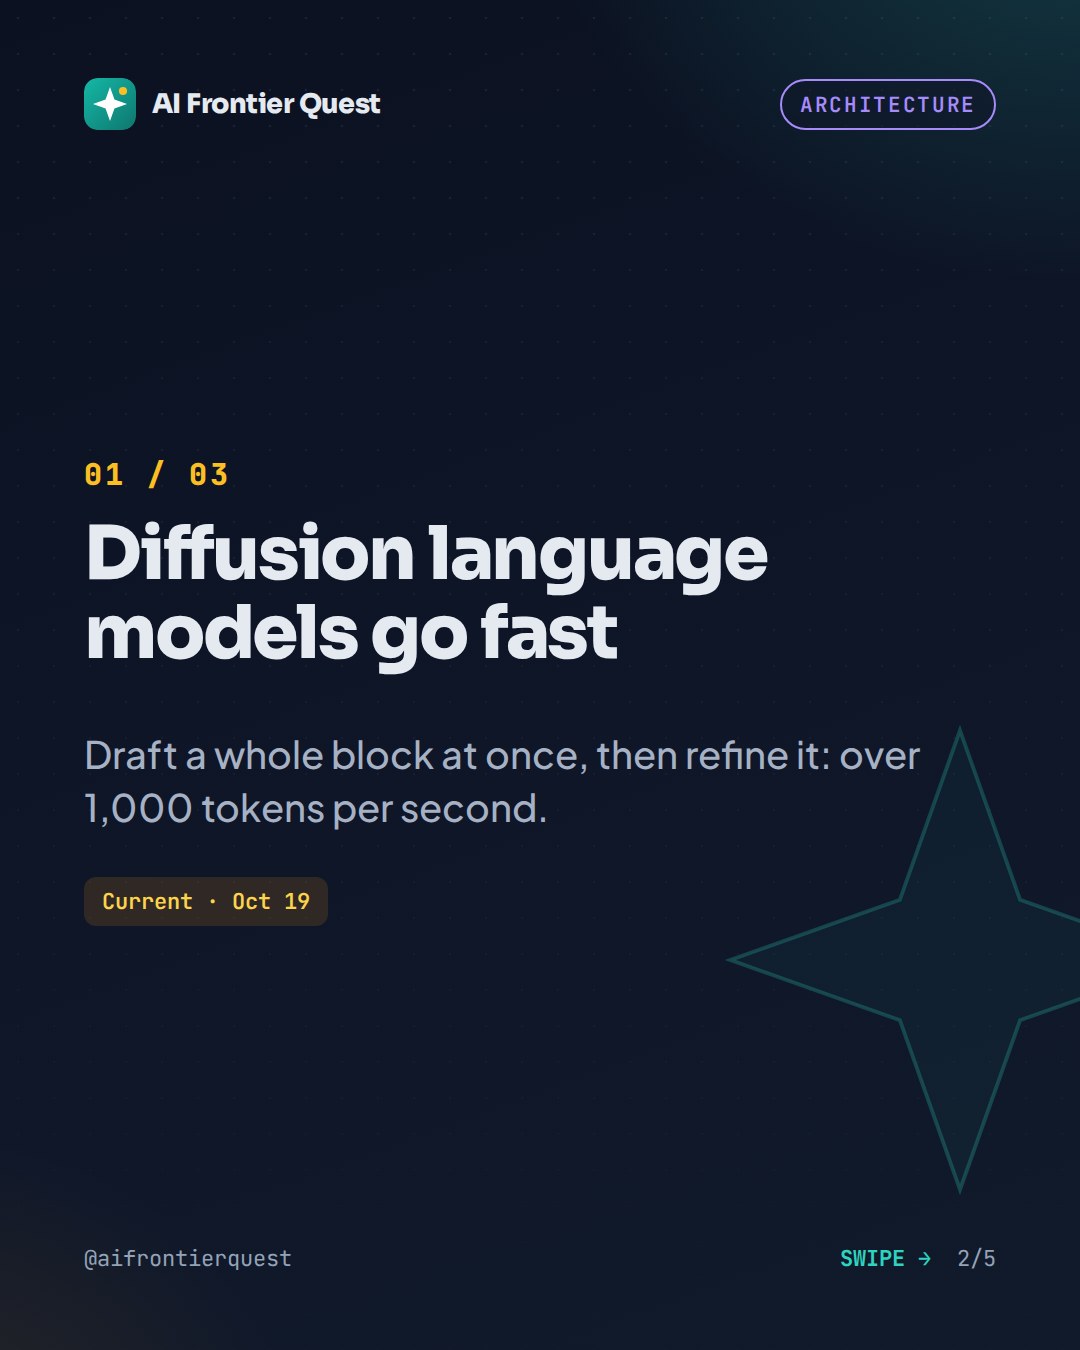 AI Frontier Quest
ARCHITECTURE
01 / 03
Diffusion language
models go fast
Draft a whole block at once, then refine it: over
1,000 tokens per second.
Current · Oct 19
@aifrontierquest
SWIPE → 2/5